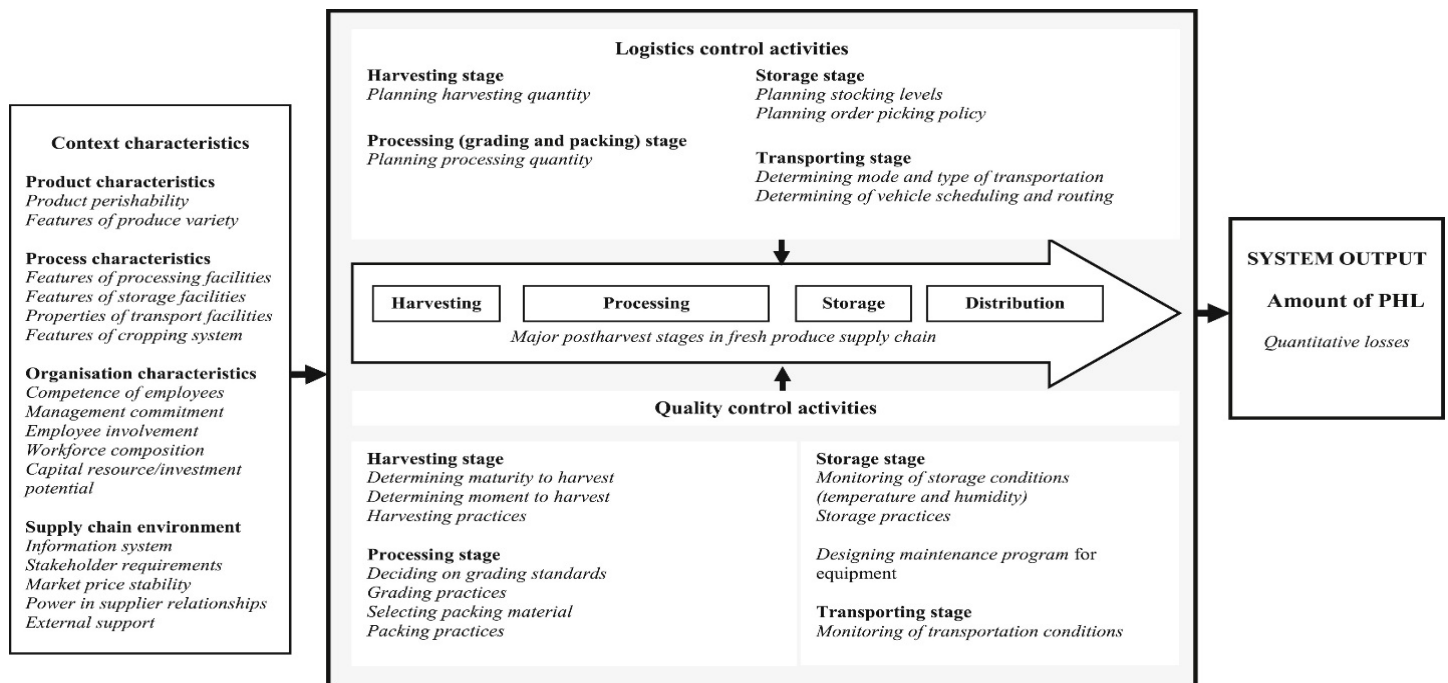 Context characteristics
Product characteristics
Product perishability
Features of produce variety
Process characteristics
Features of processing facilities
Features of storage facilities
Properties of transport facilities
Features of cropping system
Organisation characteristics
Competence of employees
Management commitment
Employee involvement
Workforce composition
Capital resource/investment
potential
Supply chain environment
Information system
Stakeholder requirements
Market price stability
Power in supplier relationships
External support
Logistics control activities
Harvesting stage
Planning harvesting quantity
Processing (grading and packing) stage
Planning processing quantity
Storage stage
Planning stocking levels
Planning order picking policy
Transporting stage
Determining mode and type of transportation
Determining of vehicle scheduling and routing
Harvesting
Processing
Storage
Distribution
Major postharvest stages in fresh produce supply chain
Quality control activities
Harvesting stage
Determining maturity to harvest
Determining moment to harvest
Harvesting practices
Processing stage
Deciding on grading standards
Grading practices
Selecting packing material
Packing practices
Storage stage
Monitoring of storage conditions
(temperature and humidity)
Storage practices
Designing maintenance program for
equipment
Transporting stage
Monitoring of transportation conditions
SYSTEM OUTPUT
Amount of PHL
Quantitative losses